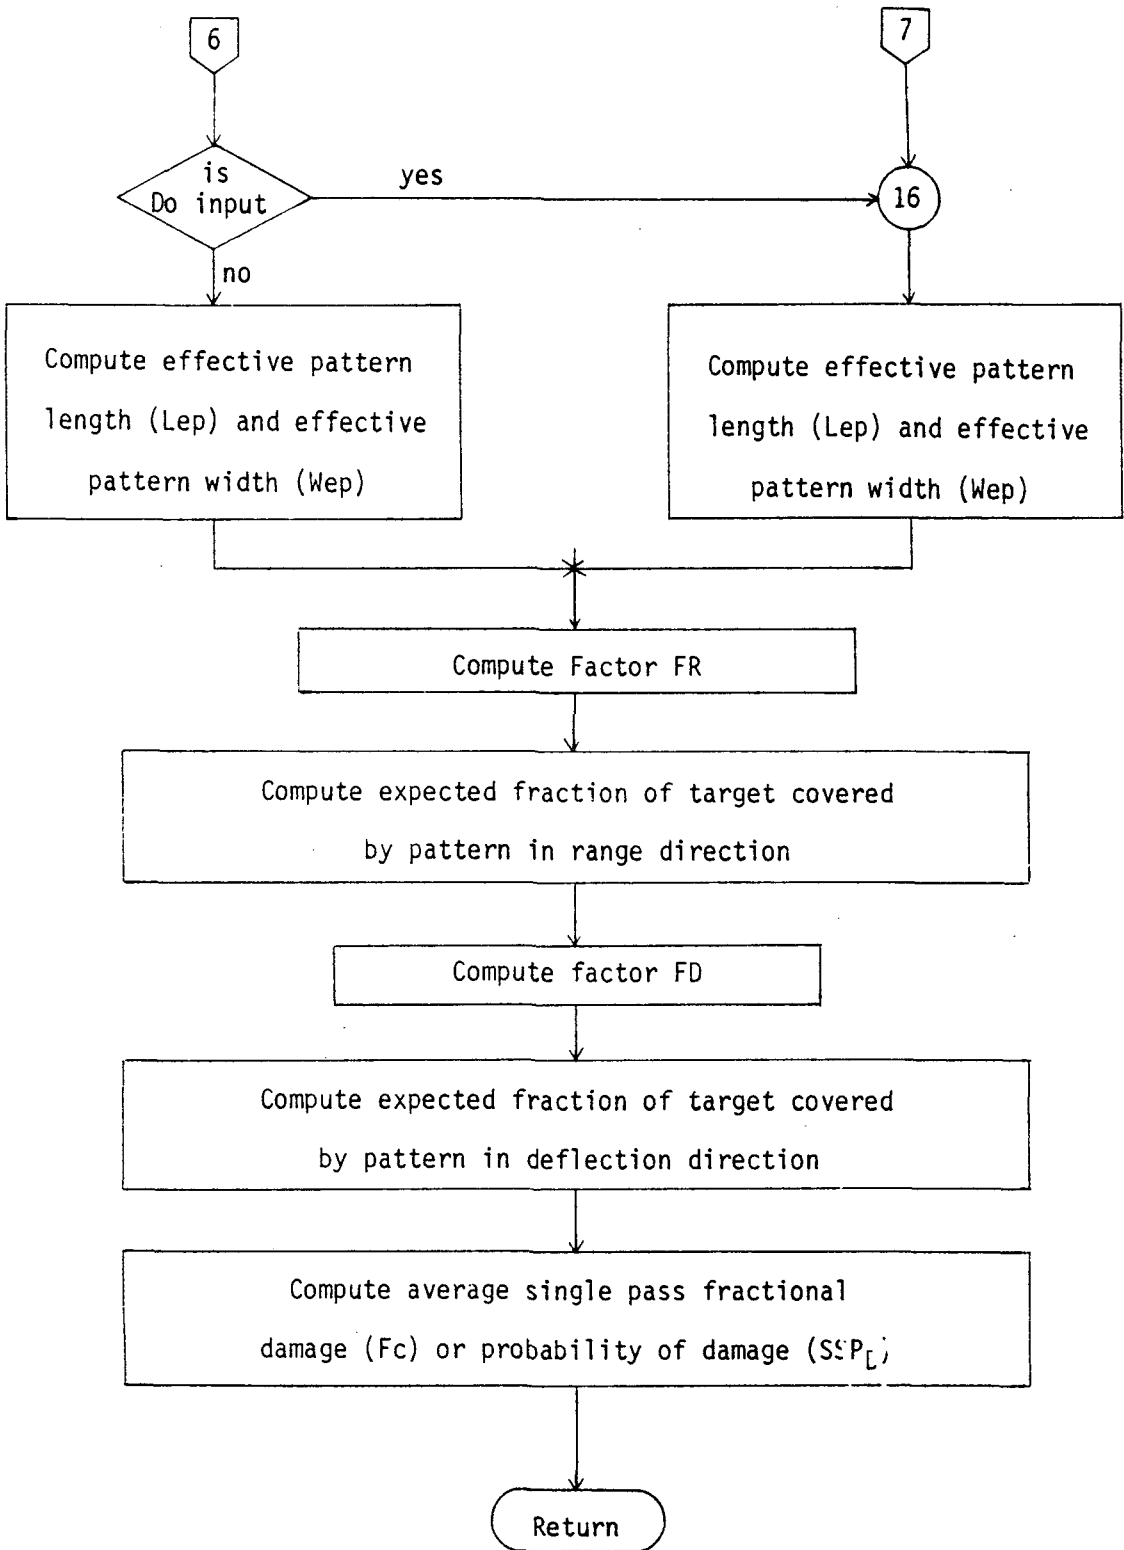 6
7
is
Do input
yes
16
no
Compute effective pattern
length (Lep) and effective
pattern width (Wep)
Compute effective pattern
length (Lep) and effective
pattern width (Wep)
Compute Factor FR
Compute expected fraction of target covered
by pattern in range direction
Compute factor FD
Compute expected fraction of target covered
by pattern in deflection direction
Compute average single pass fractional
damage (Fc) or probability of damage
Return